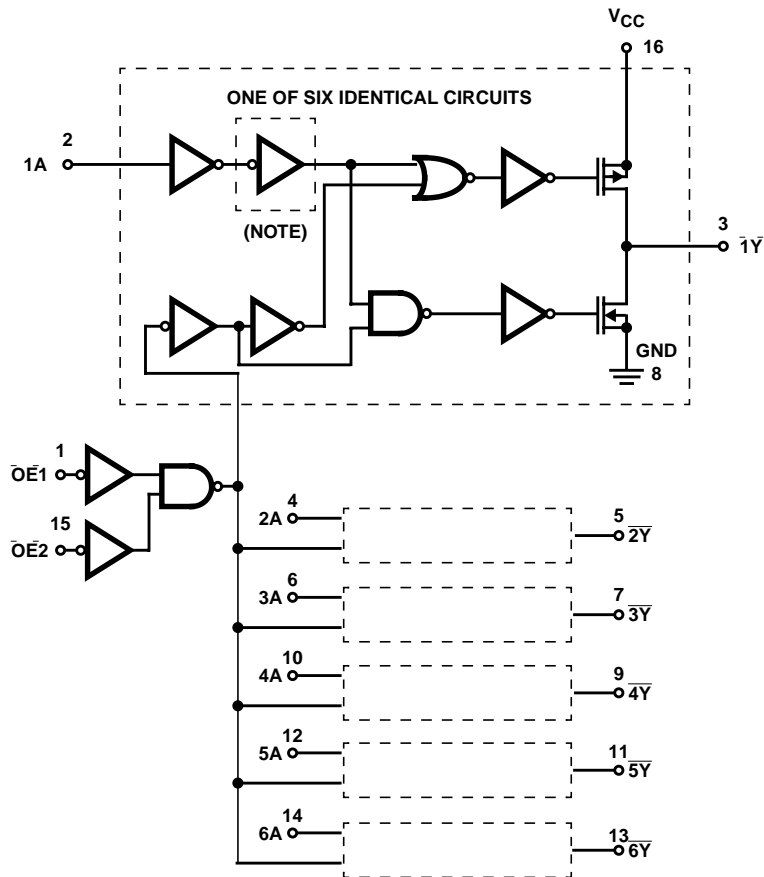 VCC
16
ONE OF SIX IDENTICAL CIRCUITS
2
1A
(NOTE)
3
1Y
GND
8
1
OE1
15
OE2
4
2A
5
2Y
6
3A
7
3Y
10
4A
9
4Y
12
5A
11
5Y
14
6A
13
6Y